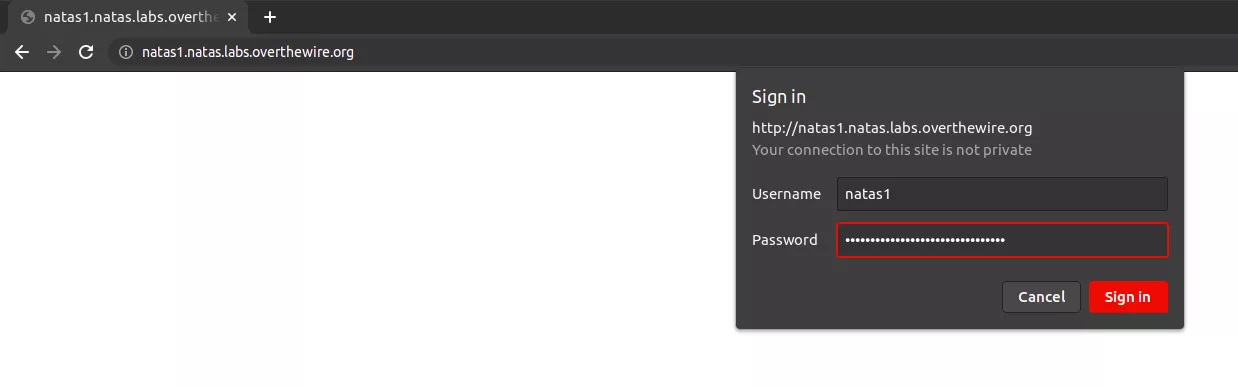 natas1.natas.labs.overthe
natas1.natas.labs.overthewire.org
Sign in
http://natas1.natas.labs.overthewire.org
Your connection to this site is not private
Username natas1
Password ••••••••••••••••••••••••••••••••
Cancel Sign in